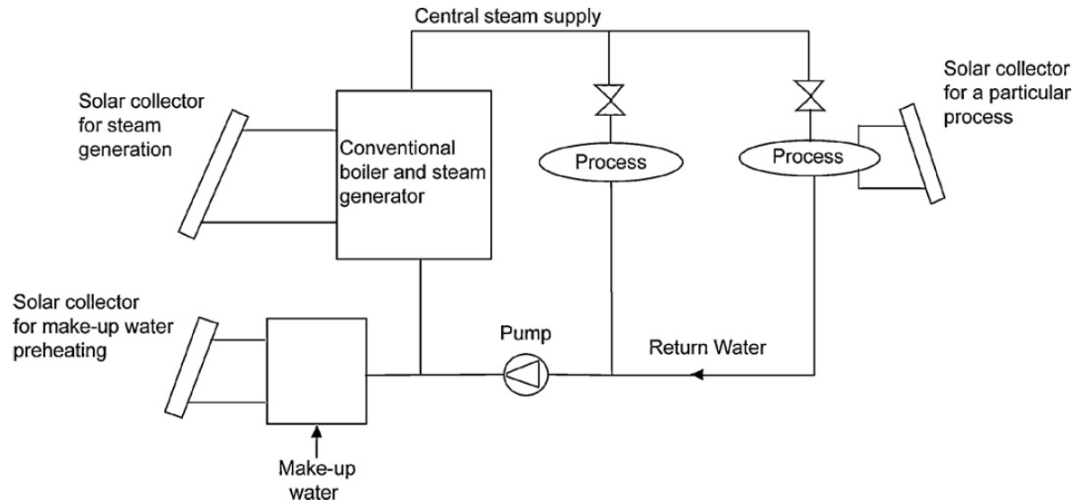 Central steam supply
Solar collector
for steam
generation
Conventional
boiler and steam
generator
Process
Process
Solar collector
for a particular
process
Solar collector
for make-up water
preheating
Pump
Return Water
Make-up
water